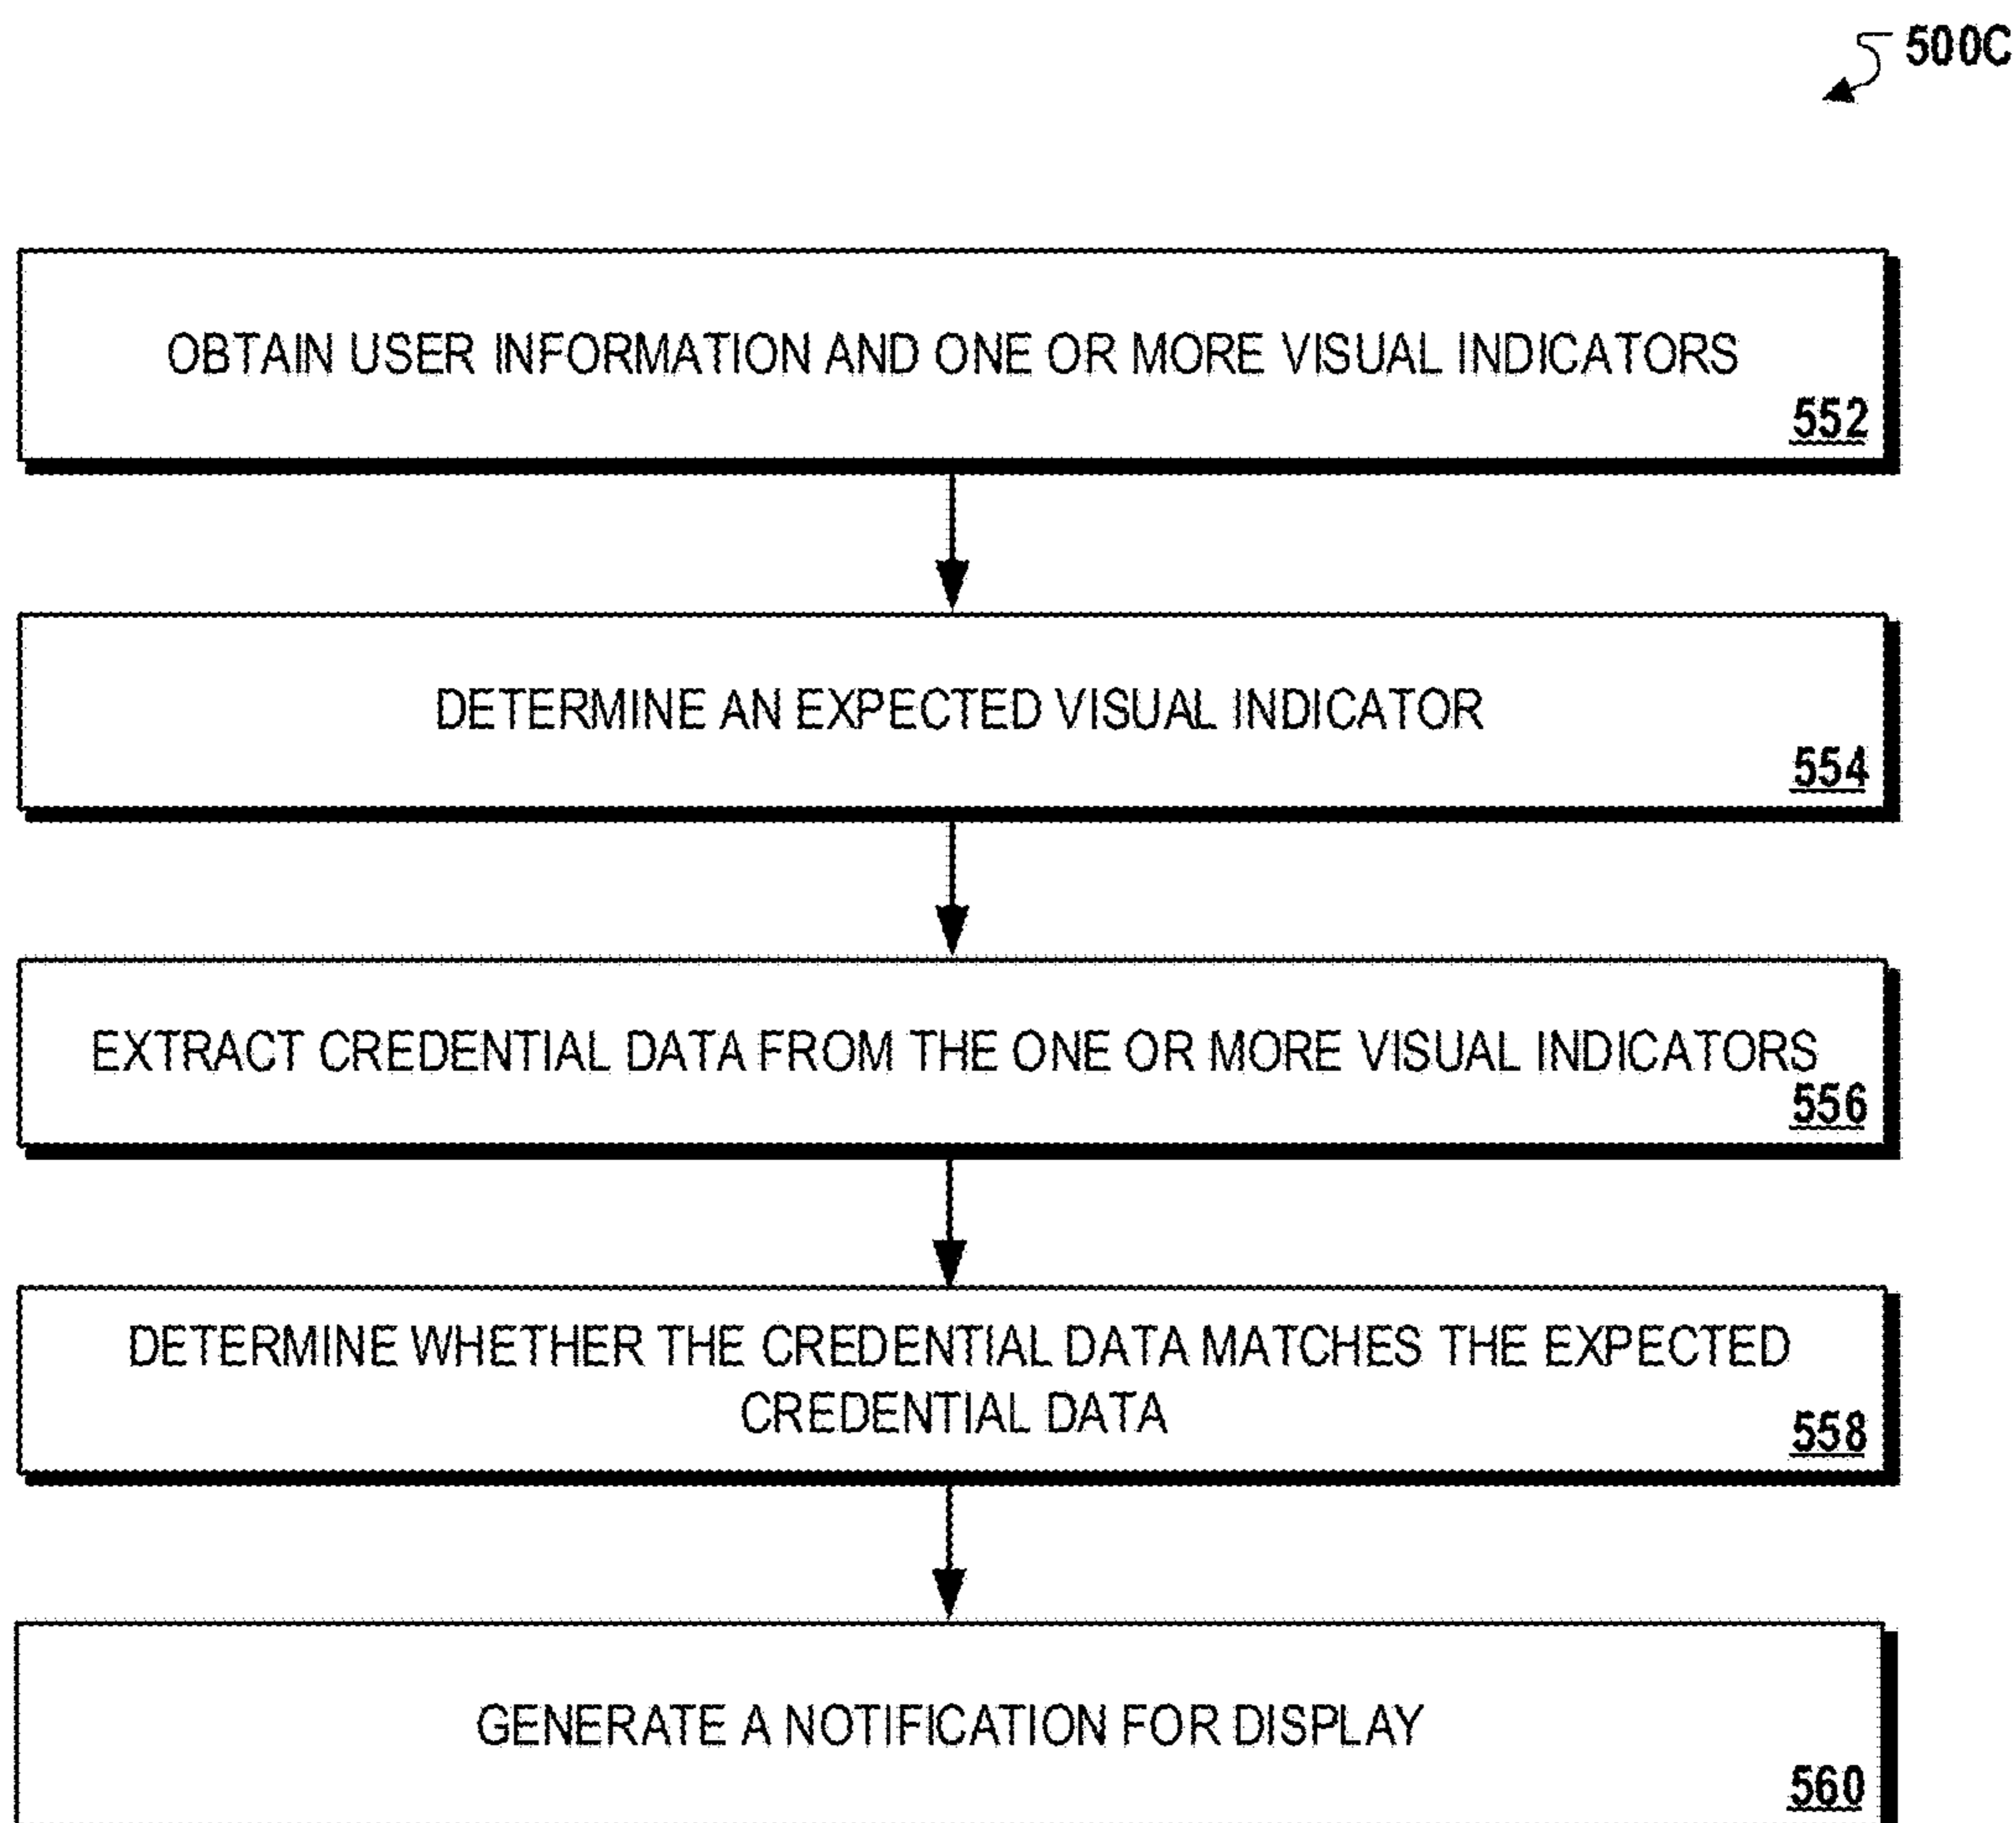 500C
OBTAIN USER INFORMATION AND ONE OR MORE VISUAL INDICATORS
552
DETERMINE AN EXPECTED VISUAL INDICATOR
554
EXTRACT CREDENTIAL DATA FROM THE ONE OR MORE VISUAL INDICATORS
556
DETERMINE WHETHER THE CREDENTIAL DATA MATCHES THE EXPECTED
CREDENTIAL DATA
558
GENERATE A NOTIFICATION FOR DISPLAY
560